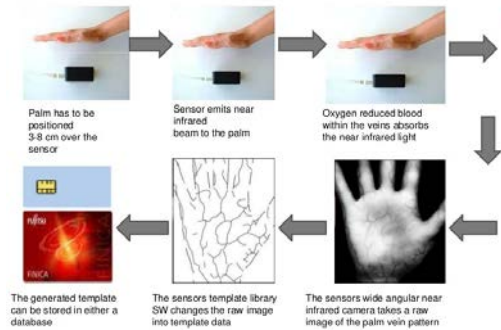 Palm has to be
positioned
3-8 cm over the
sensor
Sensor emits near
infrared
beam to the palm
Oxygen reduced blood
within the veins absorbs
the near infrared light
FUJITSU
FINICA
The generated template
can be stored in either a
database
The sensors template library
SW changes the raw image
into template data
The sensors wide angular near
infrared camera takes a raw
image of the palm vein pattern